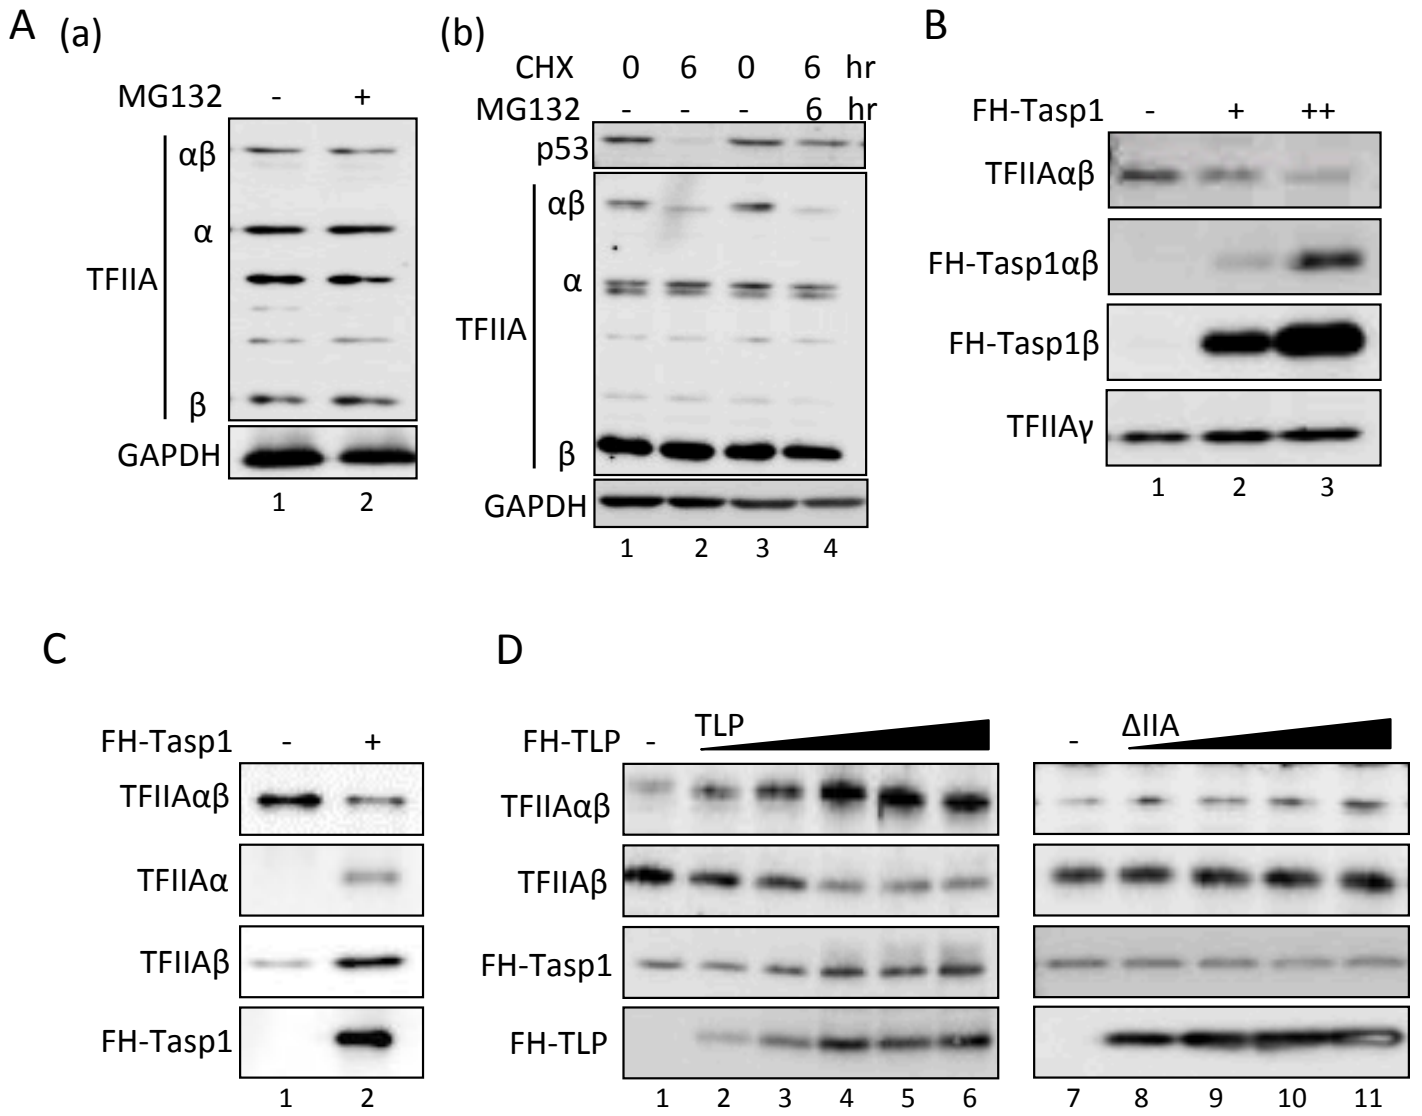 A (a)
MG132 - +
αβ
α
TFIIA
β
GAPDH
1 2
(b)
CHX 0 6 0 6 hr
MG132 - - - 6 hr
p53
αβ
α
TFIIA
β
GAPDH
1 2 3 4
B
FH-Tasp1 - + ++
TFIIAαβ
FH-Tasp1αβ
FH-Tasp1β
TFIIAγ
1 2 3
C
FH-Tasp1 - +
TFIIAαβ
TFIIAα
TFIIAβ
FH-Tasp1
1 2
D
TLP ΔIIA
FH-TLP - -
TFIIAαβ
TFIIAβ
FH-Tasp1
FH-TLP
1 2 3 4 5 6 7 8 9 10 11